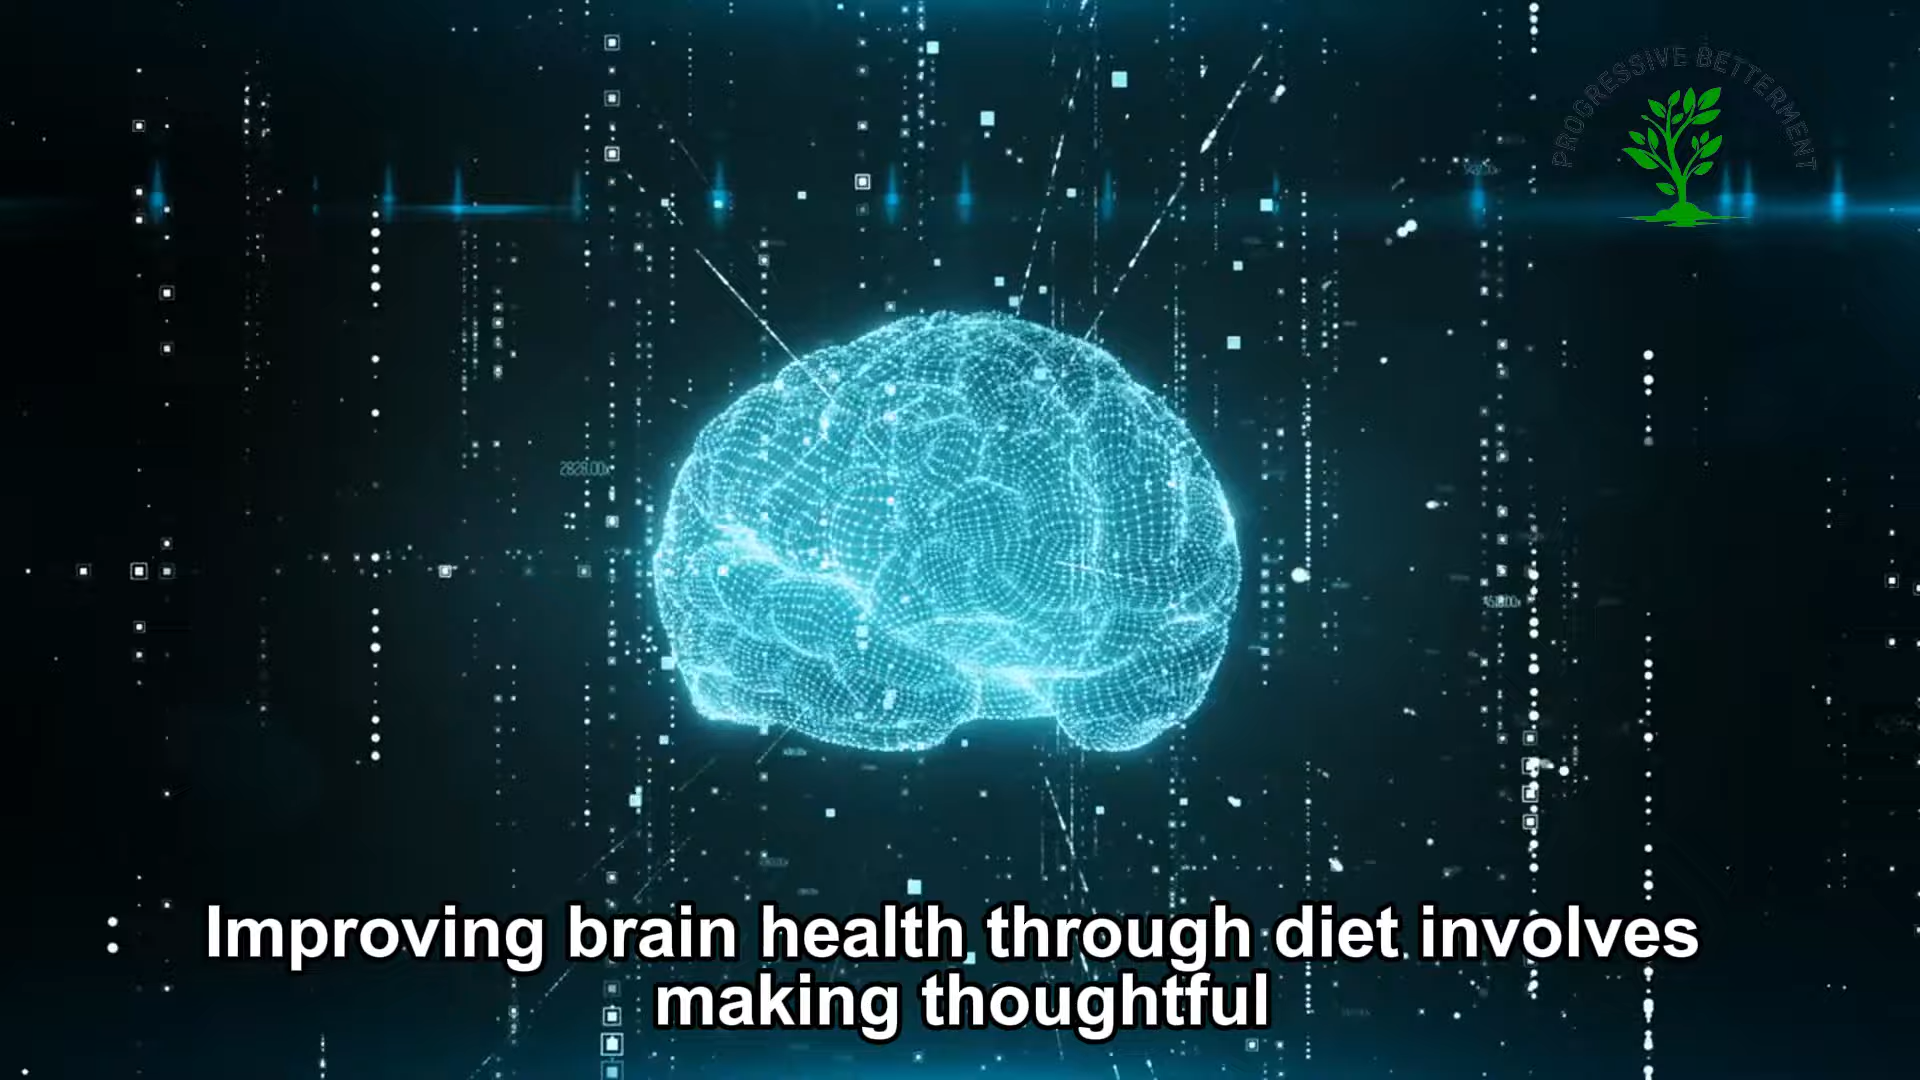 PROGRESSIVE BETTERMENT
Improving brain health through diet involves
making thoughtful